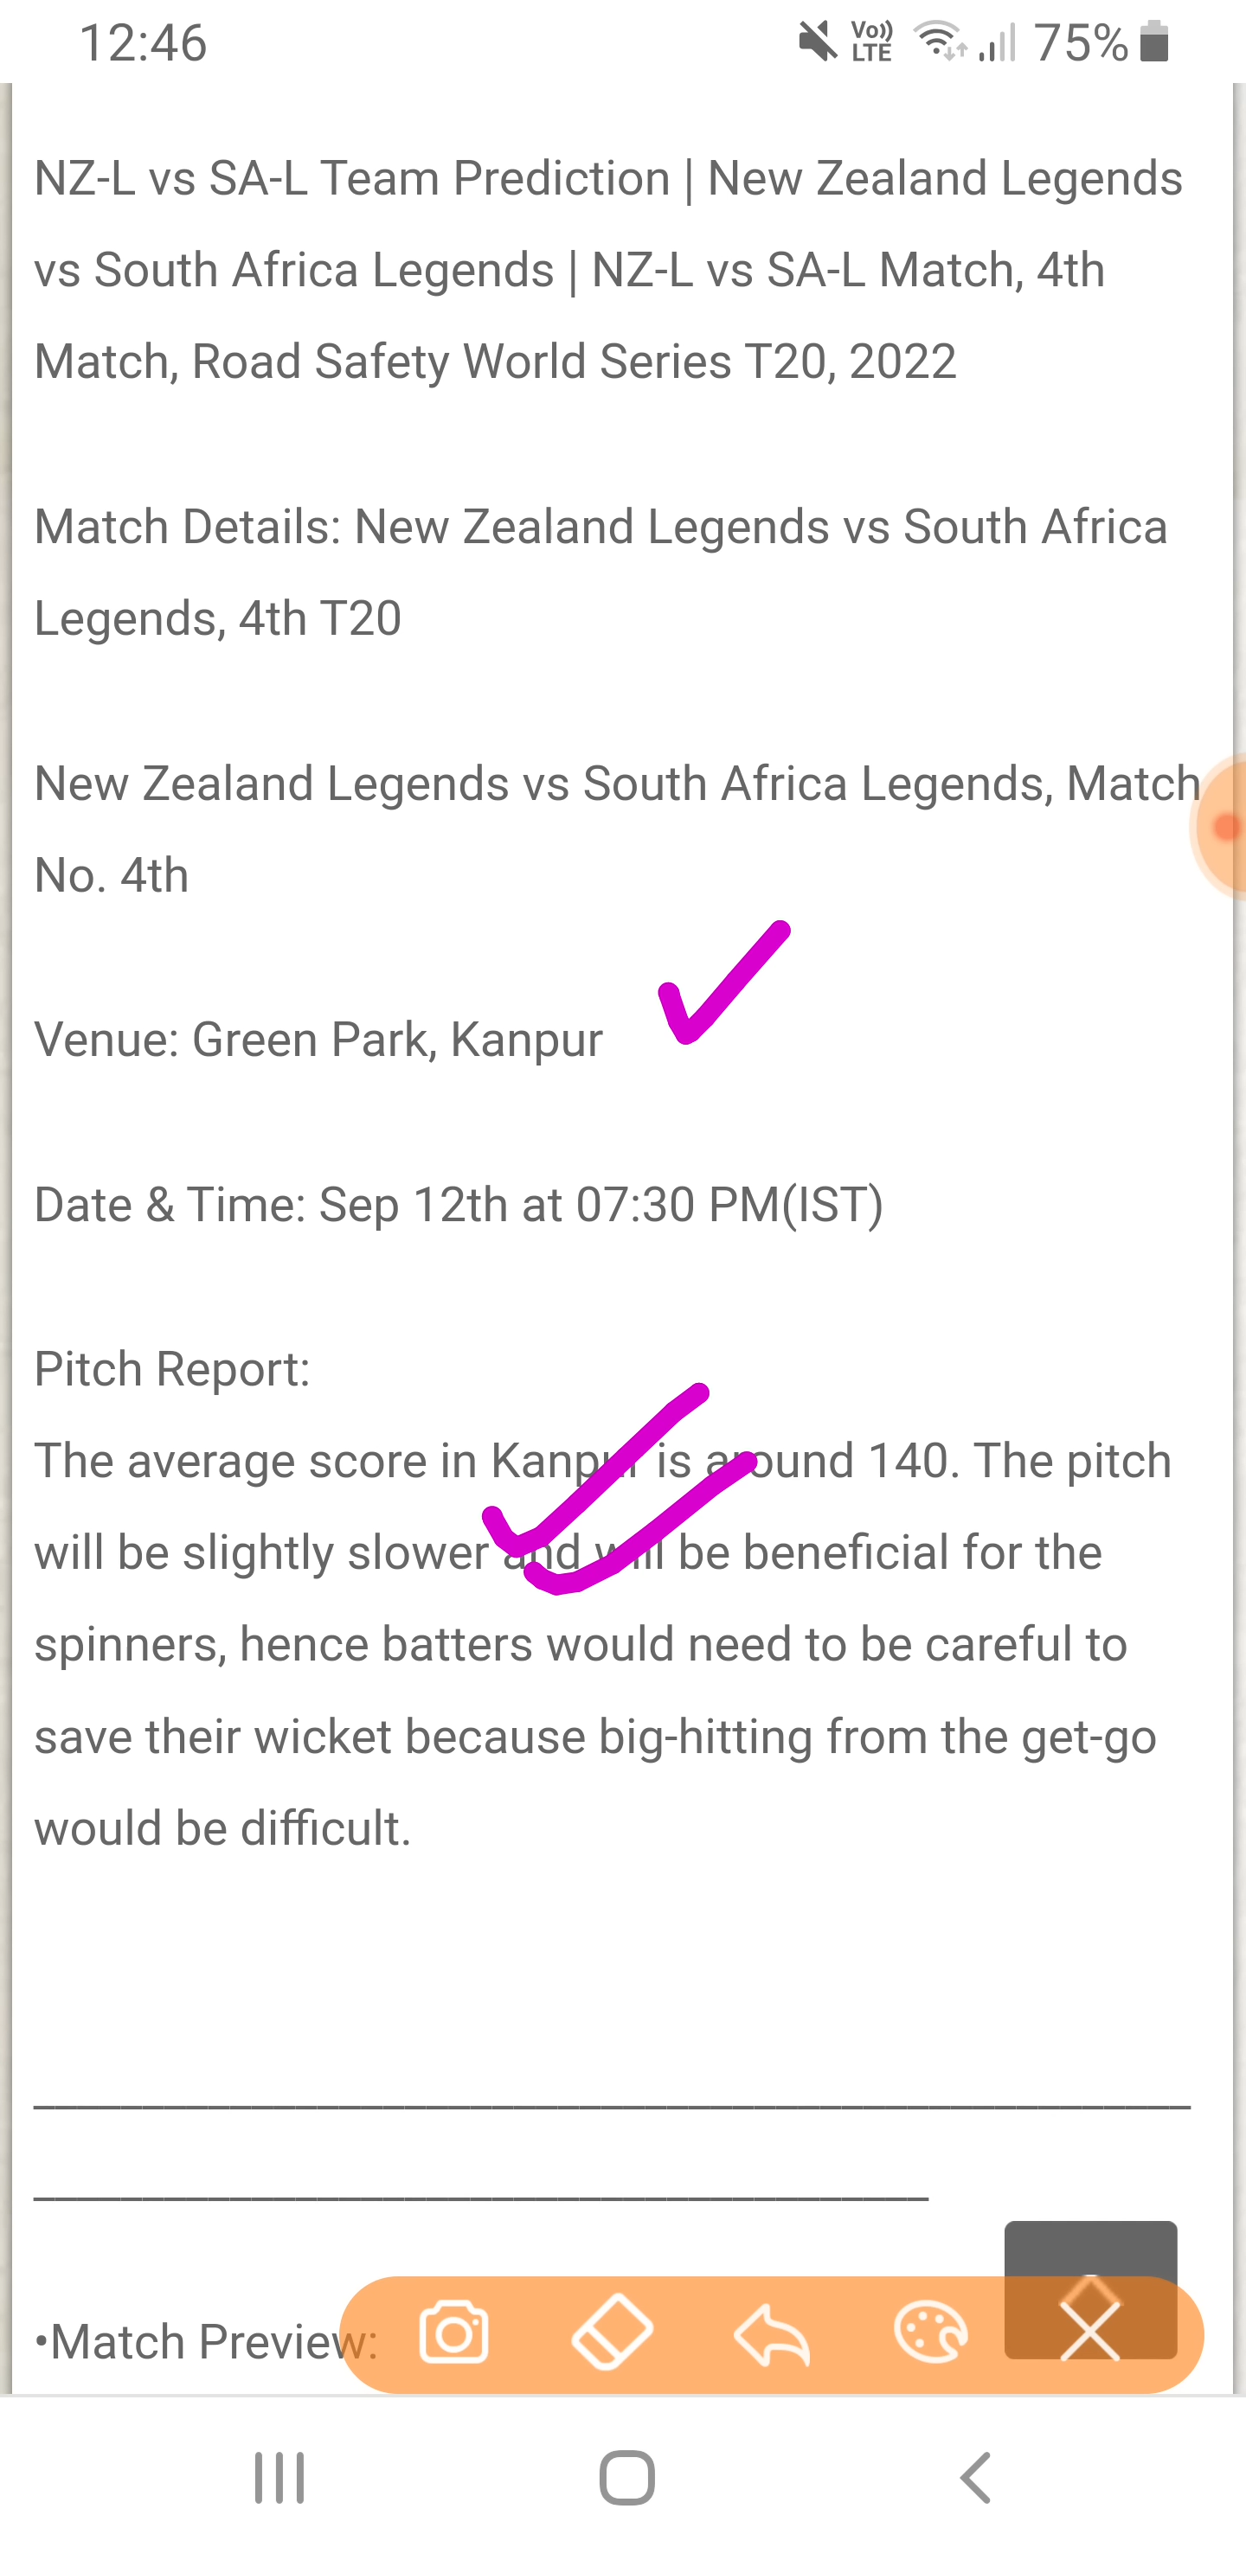 12:46 Vo)) LTE 75%
NZ-L vs SA-L Team Prediction | New Zealand Legends
vs South Africa Legends | NZ-L vs SA-L Match, 4th
Match, Road Safety World Series T20, 2022
Match Details: New Zealand Legends vs South Africa
Legends, 4th T20
New Zealand Legends vs South Africa Legends, Match
No. 4th
Venue: Green Park, Kanpur
Date & Time: Sep 12th at 07:30 PM(IST)
Pitch Report:
The average score in Kanpur is around 140. The pitch
will be slightly slower and will be beneficial for the
spinners, hence batters would need to be careful to
save their wicket because big-hitting from the get-go
would be difficult.
•Match Preview: